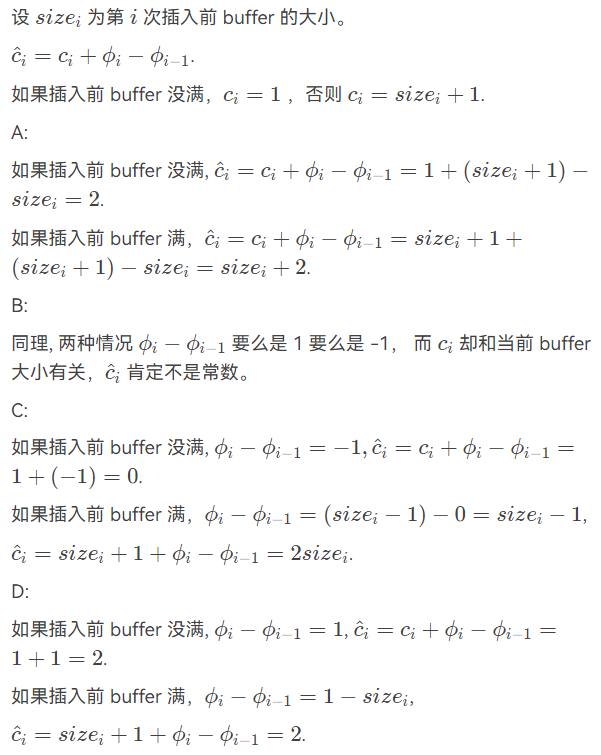 设 $size_i$ 为第 $i$ 次插入前 buffer 的大小。
$\hat{c}_i = c_i + \phi_i - \phi_{i-1}$.
如果插入前 buffer 没满，$c_i = 1$ ，否则 $c_i = size_i + 1$.
A:
如果插入前 buffer 没满, $\hat{c}_i = c_i + \phi_i - \phi_{i-1} = 1 + (size_i + 1) -$
$size_i = 2$.
如果插入前 buffer 满，$\hat{c}_i = c_i + \phi_i - \phi_{i-1} = size_i + 1 +$
$(size_i + 1) - size_i = size_i + 2$.
B:
同理, 两种情况 $\phi_i - \phi_{i-1}$ 要么是 1 要么是 -1， 而 $c_i$ 却和当前 buffer
大小有关，$\hat{c}_i$ 肯定不是常数。
C:
如果插入前 buffer 没满, $\phi_i - \phi_{i-1} = -1, \hat{c}_i = c_i + \phi_i - \phi_{i-1} =$
$1 + (-1) = 0$.
如果插入前 buffer 满，$\phi_i - \phi_{i-1} = (size_i - 1) - 0 = size_i - 1$,
$\hat{c}_i = size_i + 1 + \phi_i - \phi_{i-1} = 2size_i$.
D:
如果插入前 buffer 没满, $\phi_i - \phi_{i-1} = 1, \hat{c}_i = c_i + \phi_i - \phi_{i-1} =$
$1 + 1 = 2$.
如果插入前 buffer 满，$\phi_i - \phi_{i-1} = 1 - size_i$,
$\hat{c}_i = size_i + 1 + \phi_i - \phi_{i-1} = 2$.